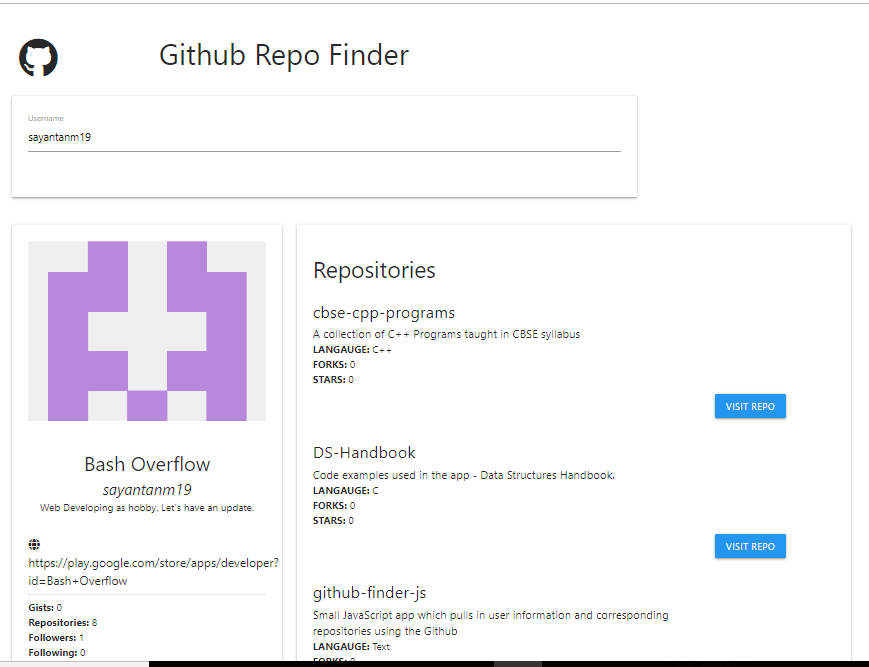 Github Repo Finder
Username
sayantanm19
Bash Overflow
sayantanm19
Web Developing as hobby. Let's have an update.
https://play.google.com/store/apps/developer?
id=Bash+Overflow
Gists: 0
Repositories: 8
Followers: 1
Following: 0
Repositories
cbse-cpp-programs
A collection of C++ Programs taught in CBSE syllabus
LANGAUGE: C++
FORKS: 0
STARS: 0
VISIT REPO
DS-Handbook
Code examples used in the app - Data Structures Handbook.
LANGAUGE: C
FORKS: 0
STARS: 0
VISIT REPO
github-finder-js
Small JavaScript app which pulls in user information and corresponding
repositories using the Github
LANGAUGE: Text
FORKS: 0